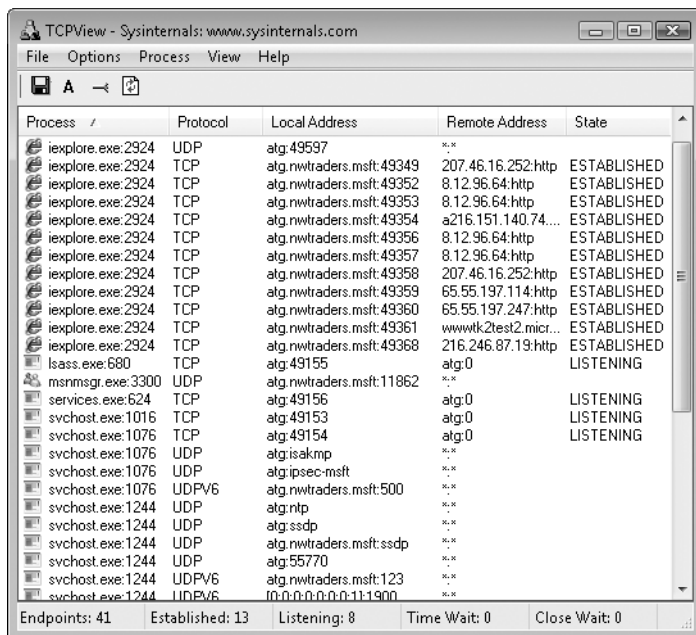 TCPView - Sysinternals: www.sysinternals.com
File Options Process View Help
A
Process Protocol Local Address Remote Address State
iexplore.exe:2924 UDP atg:49597 *:*
iexplore.exe:2924 TCP atg.nwtraders.msft:49349 207.46.16.252:http ESTABLISHED
iexplore.exe:2924 TCP atg.nwtraders.msft:49352 8.12.96.64:http ESTABLISHED
iexplore.exe:2924 TCP atg.nwtraders.msft:49353 8.12.96.64:http ESTABLISHED
iexplore.exe:2924 TCP atg.nwtraders.msft:49354 a216.151.140.74.... ESTABLISHED
iexplore.exe:2924 TCP atg.nwtraders.msft:49356 8.12.96.64:http ESTABLISHED
iexplore.exe:2924 TCP atg.nwtraders.msft:49357 8.12.96.64:http ESTABLISHED
iexplore.exe:2924 TCP atg.nwtraders.msft:49358 207.46.16.252:http ESTABLISHED
iexplore.exe:2924 TCP atg.nwtraders.msft:49359 65.55.197.114:http ESTABLISHED
iexplore.exe:2924 TCP atg.nwtraders.msft:49360 65.55.197.247:http ESTABLISHED
iexplore.exe:2924 TCP atg.nwtraders.msft:49361 wwwtk2test2.micr... ESTABLISHED
iexplore.exe:2924 TCP atg.nwtraders.msft:49368 216.246.87.19:http ESTABLISHED
lsass.exe:680 TCP atg:49155 atg:0 LISTENING
msnmsgr.exe:3300 UDP atg.nwtraders.msft:11862 *:*
services.exe:624 TCP atg:49156 atg:0 LISTENING
svchost.exe:1016 TCP atg:49153 atg:0 LISTENING
svchost.exe:1076 TCP atg:49154 atg:0 LISTENING
svchost.exe:1076 UDP atg:isakmp *:*
svchost.exe:1076 UDP atg:ipsec-msft *:*
svchost.exe:1076 UDPV6 atg.nwtraders.msft:500 *:*
svchost.exe:1244 UDP atg:ntp *:*
svchost.exe:1244 UDP atg:ssdp *:*
svchost.exe:1244 UDP atg.nwtraders.msft:ssdp *:*
svchost.exe:1244 UDP atg:55770 *:*
svchost.exe:1244 UDPV6 atg.nwtraders.msft:123 *:*
svchost.exe:1244 UDPV6 [0:0:0:0:0:0:0:1]:1900 *:*
Endpoints: 41 Established: 13 Listening: 8 Time Wait: 0 Close Wait: 0